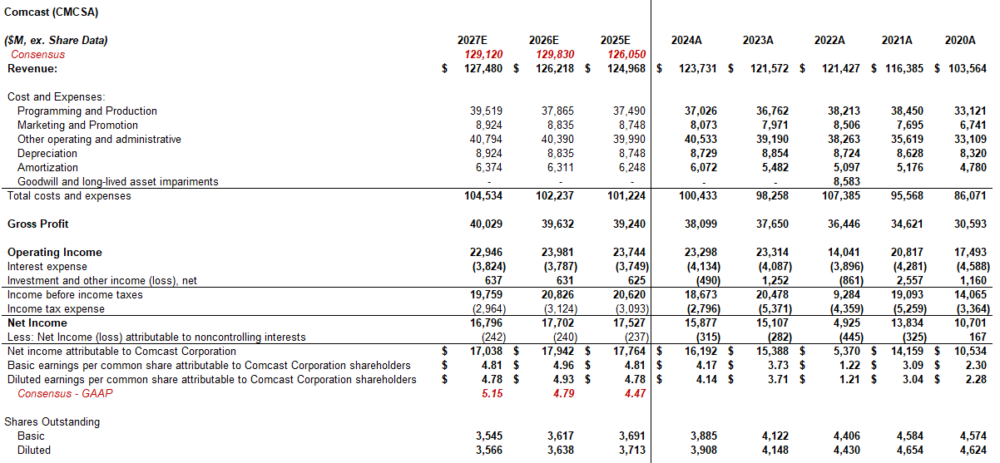 Comcast (CMCSA)
($M, ex. Share Data) 2027E 2026E 2025E 2024A 2023A 2022A 2021A 2020A
Consensus 129,120 129,830 126,050
Revenue: $ 127,480 $ 126,218 $ 124,968 $ 123,731 $ 121,572 $ 121,427 $ 116,385 $ 103,564
Cost and Expenses:
Programming and Production 39,519 37,865 37,490 37,026 36,762 38,213 38,450 33,121
Marketing and Promotion 8,924 8,835 8,748 8,073 7,971 8,506 7,695 6,741
Other operating and administrative 40,794 40,390 39,990 40,533 39,190 38,263 35,619 33,109
Depreciation 8,924 8,835 8,748 8,729 8,854 8,724 8,628 8,320
Amortization 6,374 6,311 6,248 6,072 5,482 5,097 5,176 4,780
Goodwill and long-lived asset impariments - - - - - 8,583
Total costs and expenses 104,534 102,237 101,224 100,433 98,258 107,385 95,568 86,071
Gross Profit 40,029 39,632 39,240 38,099 37,650 36,446 34,621 30,593
Operating Income 22,946 23,981 23,744 23,298 23,314 14,041 20,817 17,493
Interest expense (3,824) (3,787) (3,749) (4,134) (4,087) (3,896) (4,281) (4,588)
Investment and other income (loss), net 637 631 625 (490) 1,252 (861) 2,557 1,160
Income before income taxes 19,759 20,826 20,620 18,673 20,478 9,284 19,093 14,065
Income tax expense (2,964) (3,124) (3,093) (2,796) (5,371) (4,359) (5,259) (3,364)
Net Income 16,796 17,702 17,527 15,877 15,107 4,925 13,834 10,701
Less: Net Income (loss) attributable to noncontrolling interests (242) (240) (237) (315) (282) (445) (325) 167
Net income attributable to Comcast Corporation $ 17,038 $ 17,942 $ 17,764 $ 16,192 $ 15,388 $ 5,370 $ 14,159 $ 10,534
Basic earnings per common share attributable to Comcast Corporation shareholders $ 4.81 $ 4.96 $ 4.81 $ 4.17 $ 3.73 $ 1.22 $ 3.09 $ 2.30
Diluted earnings per common share attributable to Comcast Corporation shareholders $ 4.78 $ 4.93 $ 4.78 $ 4.14 $ 3.71 $ 1.21 $ 3.04 $ 2.28
Consensus - GAAP 5.15 4.79 4.47
Shares Outstanding
Basic 3,545 3,617 3,691 3,885 4,122 4,406 4,584 4,574
Diluted 3,566 3,638 3,713 3,908 4,148 4,430 4,654 4,624